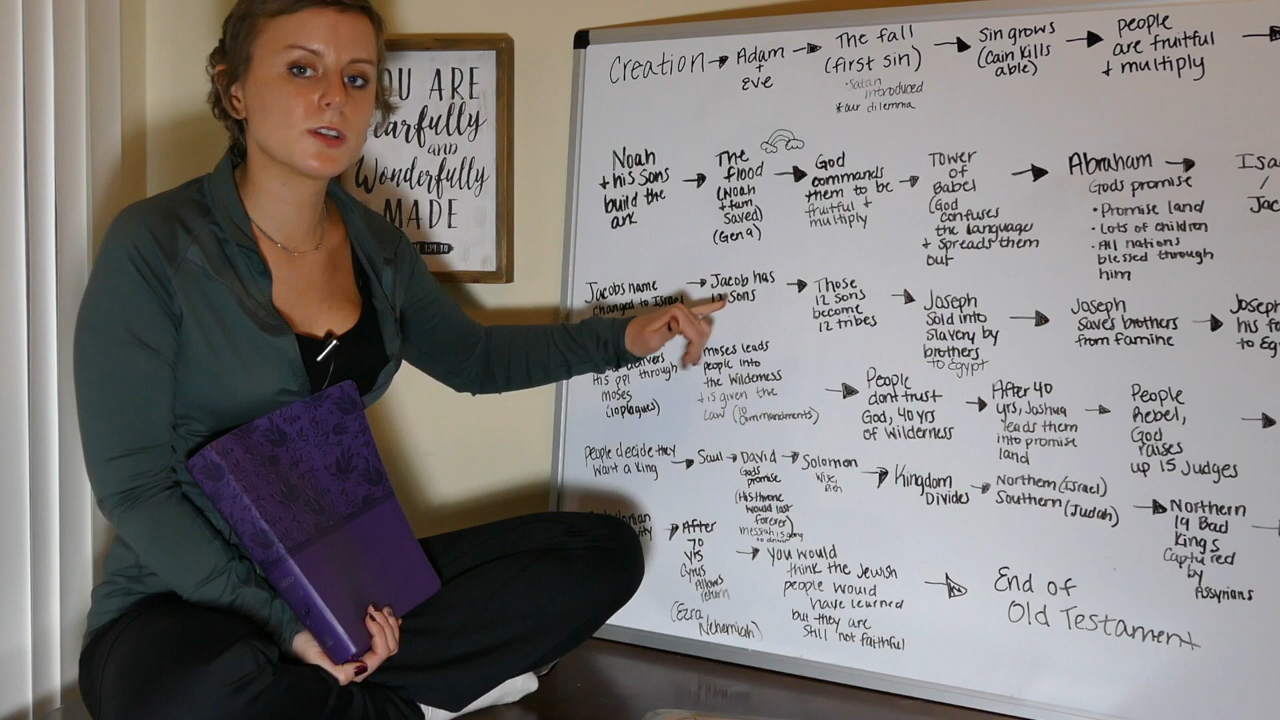 YOU ARE
earfully
AND
Wonderfully
MADE
139:14
Creation → Adam
+
Eve
→ The fall
(first sin)
·Satan
introduced
*our dilemma
→ Sin grows
(Cain Kills
able)
→ people
are fruitful
+ multiply
→
Noah
+ his Sons
build the
ark
→ The
flood
(Noah
+ fam
Saved)
(Gen 9)
→ God
commands
them to be
fruitful +
multiply
→ Tower
of
Babel
(God
confuses
the language
+ spreads them
out
→ Abraham →
Gods promise
• Promise land
• Lots of children
• All nations
blessed through
him
Isa
/
Jac
Jacobs name
changed to Israel
→ Jacob has
12 Sons
→ Those
12 sons
become
12 tribes
→ Joseph
Sold into
Slavery by
brothers
to Egypt
→ Joseph
Saves brothers
from famine
→ Joseph
his f
to Eg
delivers
His ppl through
moses
(10plagues)
moses leads
people into
the Wilderness
+ is given the
Law (10 commandments)
→ People
dont trust
God, 40 yrs
of Wilderness
→ After 40
yrs, Joshua
leads them
into promise
land
→ People
Rebel,
God
raises
up 15 Judges
→
People decide they
Want a King
→ Saul → David
Gods
promise
(His throne
would last
forever)
messiah is
→ Solomon
Wise,
Rich
→ Kingdom
Divides
→ Northern (Israel)
Southern (Judah)
→ Northern
19 Bad
Kings
Captured
by
Assyrians
→ After
70
yrs
Cyrus
Allows
return
(Ezra
Nehemiah)
→ You would
think the Jewish
people would
have learned
but they are
Still not faithful
→ End of
Old Testament